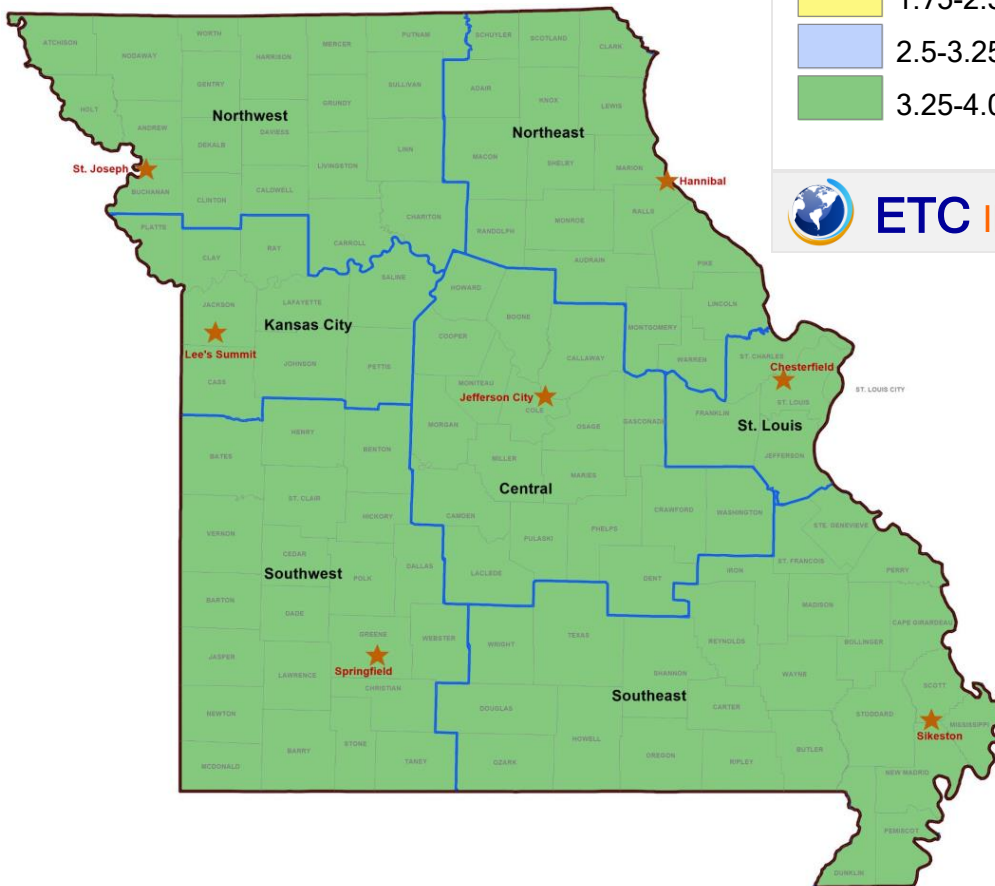 1.75-2.5
2.5-3.25
3.25-4.0
ETC I
WORTH
ATCHISON
NODAWAY
HARRISON
MERCER
PUTNAM
SCHUYLER
SCOTLAND
CLARK
GENTRY
SULLIVAN
ADAIR
HOLT
ANDREW
Northwest
GRUNDY
KNOX
LEWIS
DEKALB
DAVIESS
Northeast
LINN
MACON
SHELBY
MARION
St. Joseph
LIVINGSTON
Hannibal
BUCHANAN
CLINTON
CALDWELL
CHARITON
RALLS
PLATTE
MONROE
RANDOLPH
CLAY
RAY
CARROLL
AUDRAIN
PIKE
SALINE
HOWARD
JACKSON
LAFAYETTE
BOONE
LINCOLN
Kansas City
MONTGOMERY
COOPER
Lee's Summit
JOHNSON
PETTIS
CALLAWAY
WARREN
ST. CHARLES
Chesterfield
CASS
MONITEAU
ST. LOUIS CITY
Jefferson City
COLE
ST. LOUIS
MORGAN
OSAGE
GASCONADE
FRANKLIN
St. Louis
HENRY
BENTON
BATES
MILLER
JEFFERSON
MARIES
Central
ST. CLAIR
HICKORY
CAMDEN
CRAWFORD
WASHINGTON
STE. GENEVIEVE
VERNON
PULASKI
PHELPS
CEDAR
ST. FRANCOIS
Southwest
POLK
DALLAS
LACLEDE
DENT
IRON
PERRY
BARTON
DADE
MADISON
GREENE
WEBSTER
WRIGHT
TEXAS
REYNOLDS
BOLLINGER
CAPE GIRARDEAU
JASPER
Springfield
LAWRENCE
SHANNON
WAYNE
CHRISTIAN
Southeast
SCOTT
NEWTON
DOUGLAS
CARTER
STODDARD
MISSISSIPPI
STONE
HOWELL
Sikeston
BARRY
OREGON
BUTLER
MCDONALD
TANEY
OZARK
RIPLEY
NEW MADRID
PEMISCOT
DUNKLIN